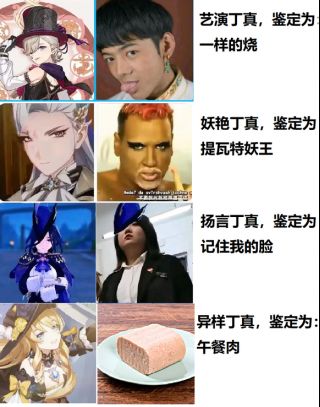 艺演丁真，鉴定为：
一样的烧
妖艳丁真，鉴定为
提瓦特妖王
扬言丁真，鉴定为
记住我的脸
异样丁真，鉴定为：
午餐肉